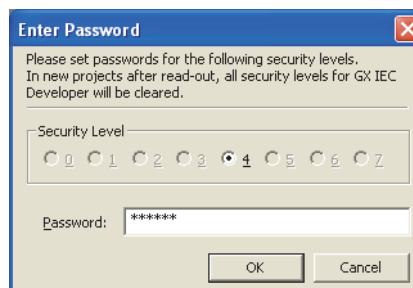 Enter Password
Please set passwords for the following security levels.
In new projects after read-out, all security levels for GX IEC
Developer will be cleared.
Security Level
0 1 2 3 4 5 6 7
Password: ******
OK Cancel